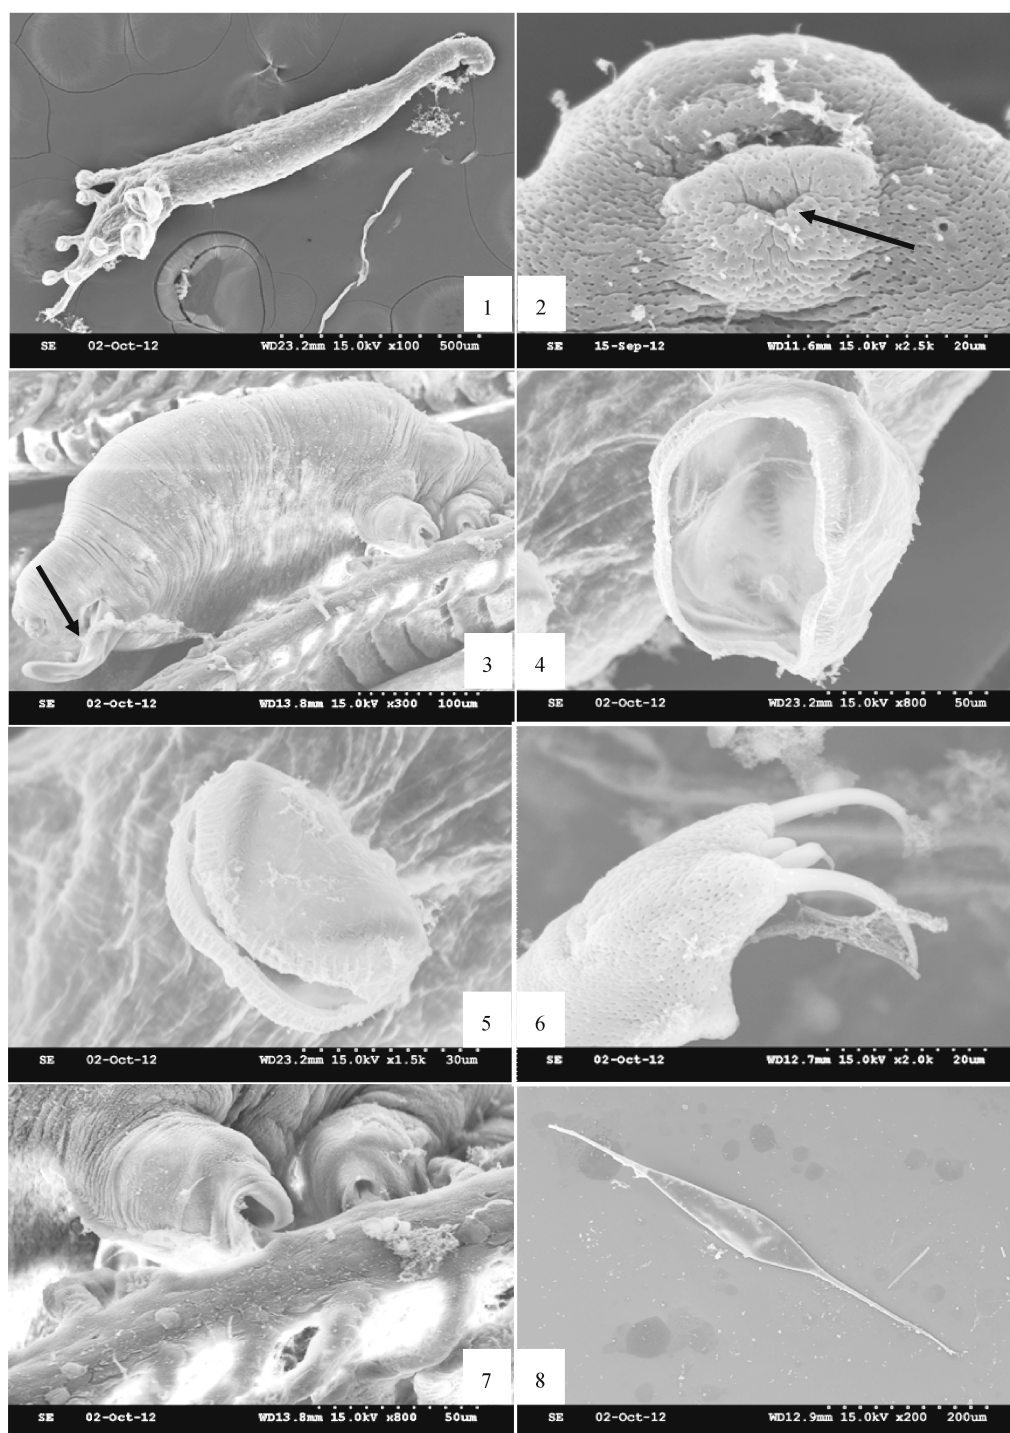 1
SE 02-Oct-12 WD23.2mm 15.0kV x100 500um
2
SE 15-Sep-12 WD11.6mm 15.0kV x2.5k 20um
3
SE 02-Oct-12 WD13.8mm 15.0kV x300 100um
4
SE 02-Oct-12 WD23.2mm 15.0kV x800 50um
5
SE 02-Oct-12 WD23.2mm 15.0kV x1.5k 30um
6
SE 02-Oct-12 WD12.7mm 15.0kV x2.0k 20um
7
SE 02-Oct-12 WD13.8mm 15.0kV x800 50um
8
SE 02-Oct-12 WD12.9mm 15.0kV x200 200um